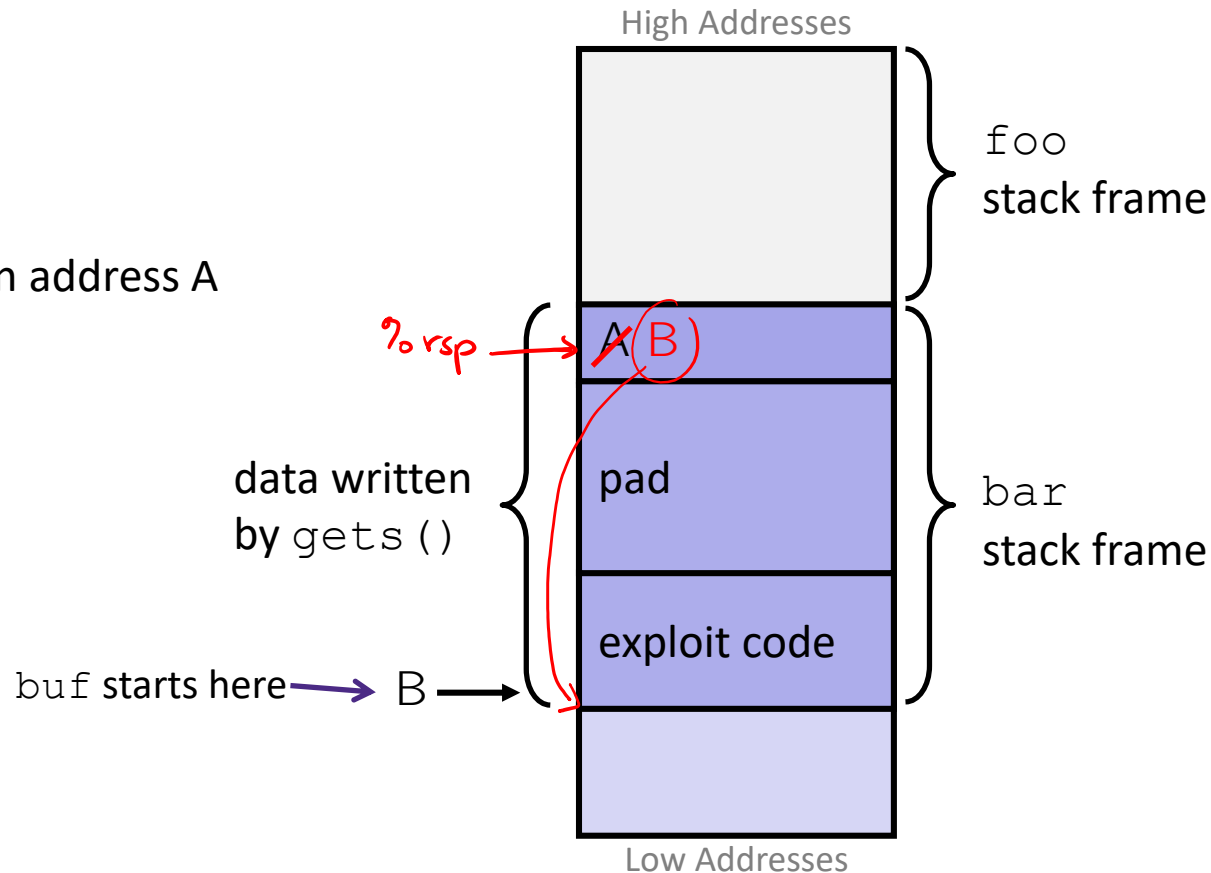 High Addresses
foo
stack frame
n address A
%rsp
A B
data written
by gets()
pad
bar
stack frame
exploit code
buf starts here
B
Low Addresses